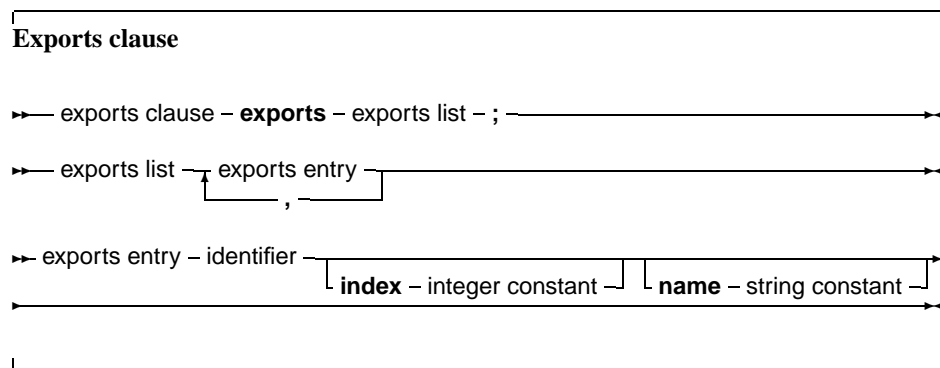 Exports clause
exports clause – exports – exports list – ;
exports list exports entry
,
exports entry – identifier
index – integer constant name – string constant